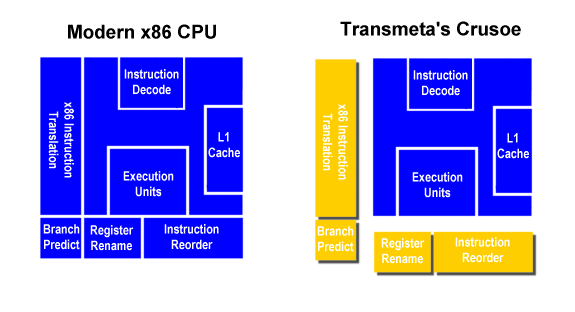 Modern x86 CPU
Transmeta's Crusoe
x86 Instruction
Translation
Instruction
Decode
L1
Cache
Execution
Units
Branch
Predict
Register
Rename
Instruction
Reorder
x86 Instruction
Translation
Instruction
Decode
L1
Cache
Execution
Units
Branch
Predict
Register
Rename
Instruction
Reorder